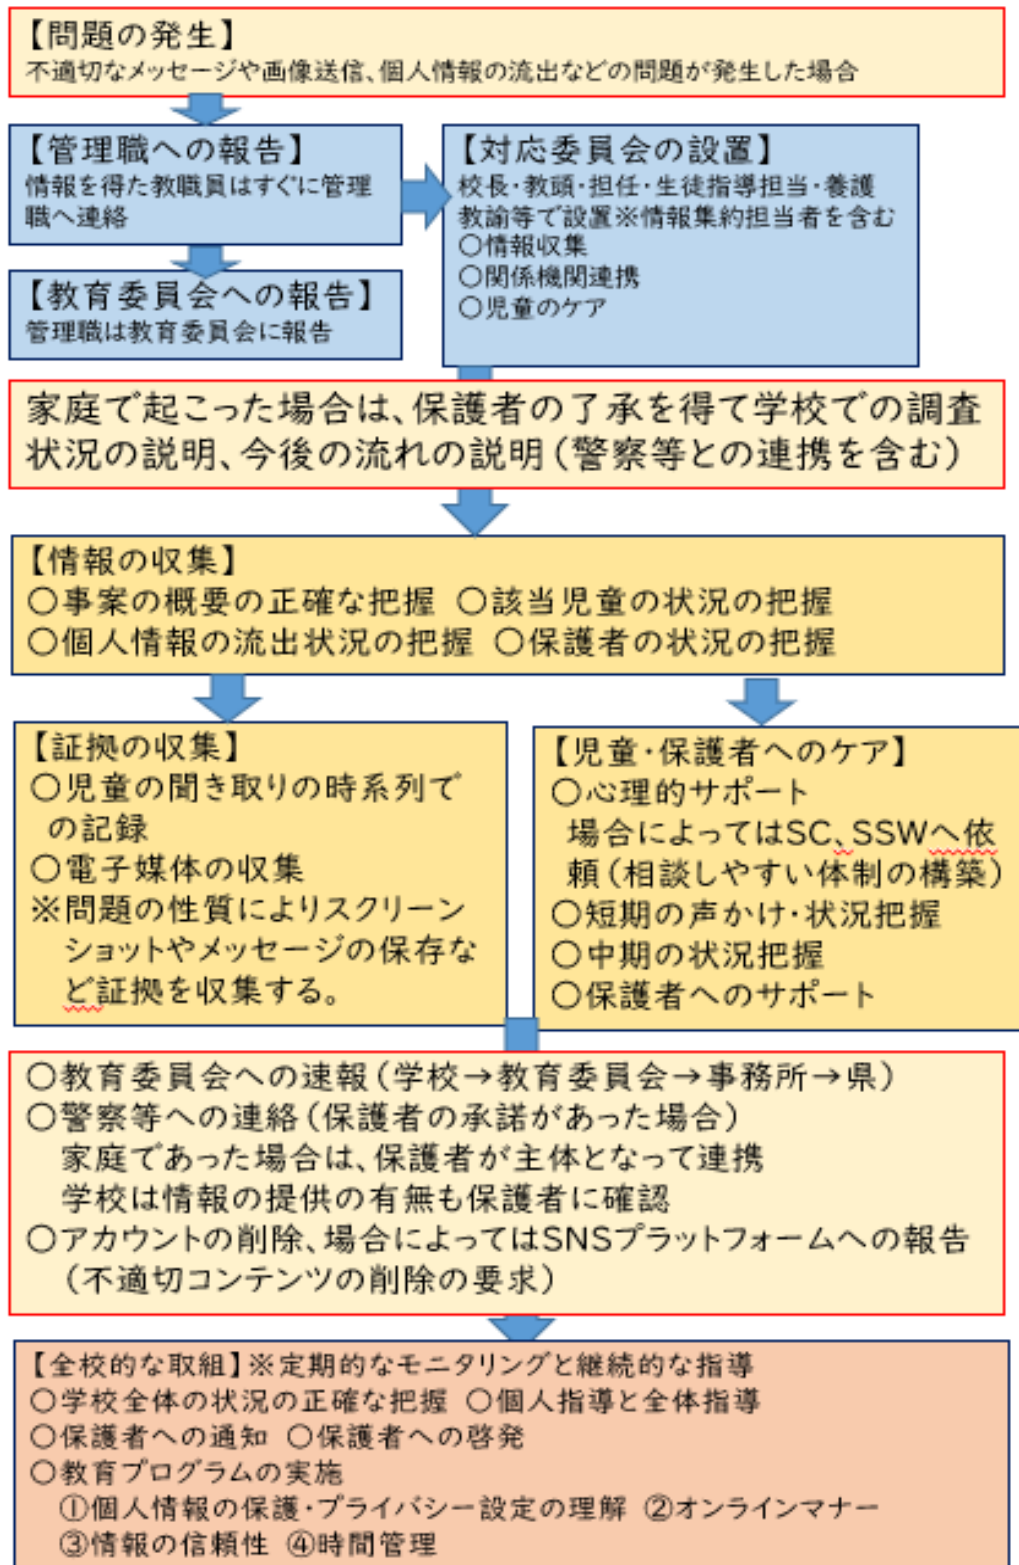 【問題の発生】
不適切なメッセージや画像送信、個人情報の流出などの問題が発生した場合
【管理職への報告】
情報を得た教職員はすぐに管理
職へ連絡
【対応委員会の設置】
校長・教頭・担任・生徒指導担当・養護
教諭等で設置※情報集約担当者を含む
○情報収集
○関係機関連携
○児童のケア
【教育委員会への報告】
管理職は教育委員会に報告
家庭で起こった場合は、保護者の了承を得て学校での調査
状況の説明、今後の流れの説明（警察等との連携を含む）
【情報の収集】
○事案の概要の正確な把握 ○該当児童の状況の把握
○個人情報の流出状況の把握 ○保護者の状況の把握
【証拠の収集】
○児童の聞き取りの時系列で
の記録
○電子媒体の収集
※問題の性質によりスクリーン
ショットやメッセージの保存な
ど証拠を収集する。
【児童・保護者へのケア】
○心理的サポート
場合によってはSC、SSWへ依
頼（相談しやすい体制の構築）
○短期の声かけ・状況把握
○中期の状況把握
○保護者へのサポート
○教育委員会への速報（学校→教育委員会→事務所→県）
○警察等への連絡（保護者の承諾があった場合）
家庭であった場合は、保護者が主体となって連携
学校は情報の提供の有無も保護者に確認
○アカウントの削除、場合によってはSNSプラットフォームへの報告
（不適切コンテンツの削除の要求）
【全校的な取組】※定期的なモニタリングと継続的な指導
○学校全体の状況の正確な把握 ○個人指導と全体指導
○保護者への通知 ○保護者への啓発
○教育プログラムの実施
①個人情報の保護・プライバシー設定の理解 ②オンラインマナー
③情報の信頼性 ④時間管理